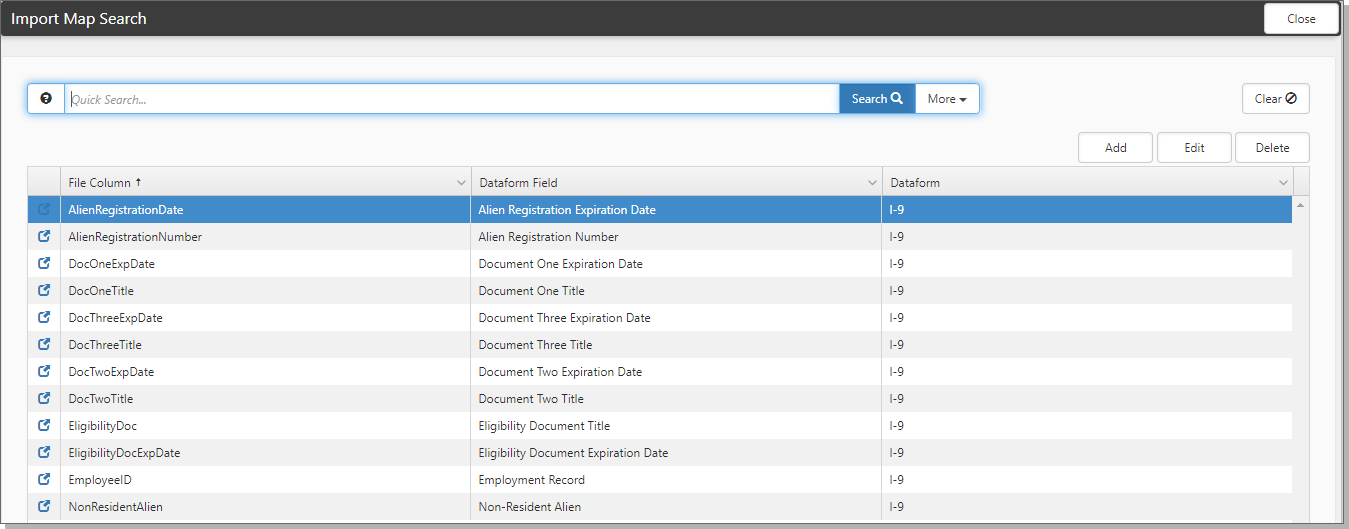 Import Map Search Close
Quick Search... Search More Clear
Add Edit Delete
File Column Dataform Field Dataform
AlienRegistrationDate Alien Registration Expiration Date I-9
AlienRegistrationNumber Alien Registration Number I-9
DocOneExpDate Document One Expiration Date I-9
DocOneTitle Document One Title I-9
DocThreeExpDate Document Three Expiration Date I-9
DocThreeTitle Document Three Title I-9
DocTwoExpDate Document Two Expiration Date I-9
DocTwoTitle Document Two Title I-9
EligibilityDoc Eligibility Document Title I-9
EligibilityDocExpDate Eligibility Document Expiration Date I-9
EmployeeID Employment Record I-9
NonResidentAlien Non-Resident Alien I-9